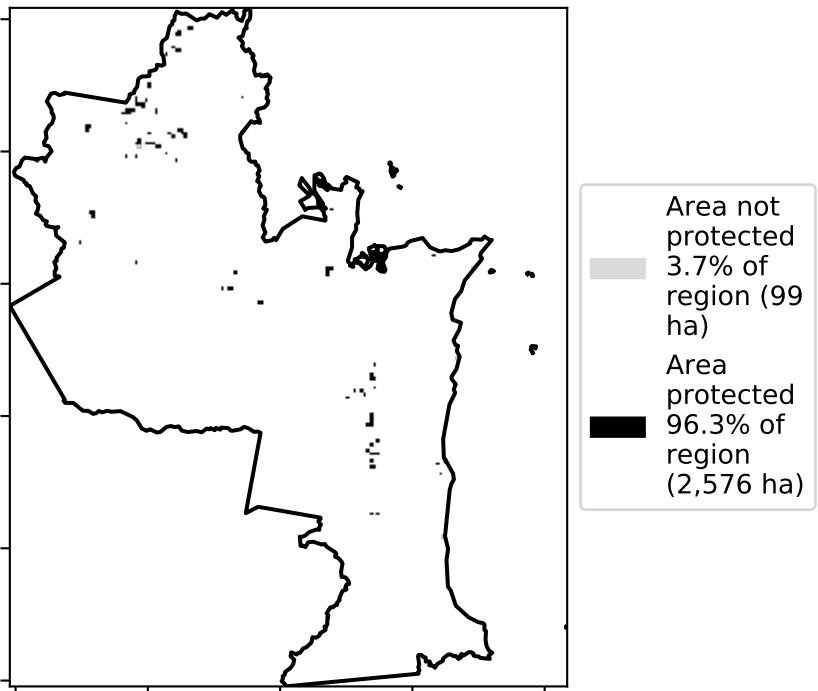 Area not
protected
3.7% of
region (99
ha)
Area
protected
96.3% of
region
(2,576 ha)